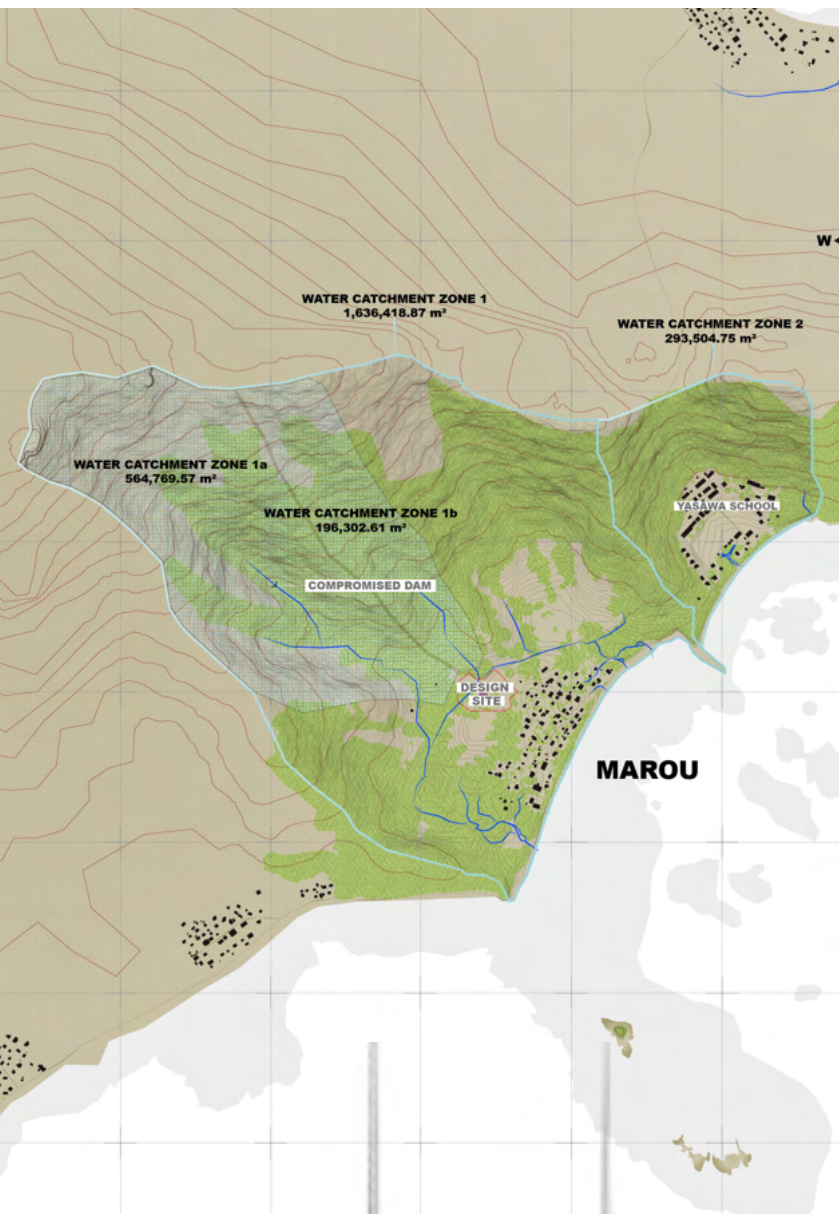 W
WATER CATCHMENT ZONE 1
1,636,418.87 m²
WATER CATCHMENT ZONE 2
293,504.75 m²
WATER CATCHMENT ZONE 1a
564,769.57 m²
YASAWA SCHOOL
WATER CATCHMENT ZONE 1b
196,302.61 m²
COMPROMISED DAM
DESIGN
SITE
MAROU